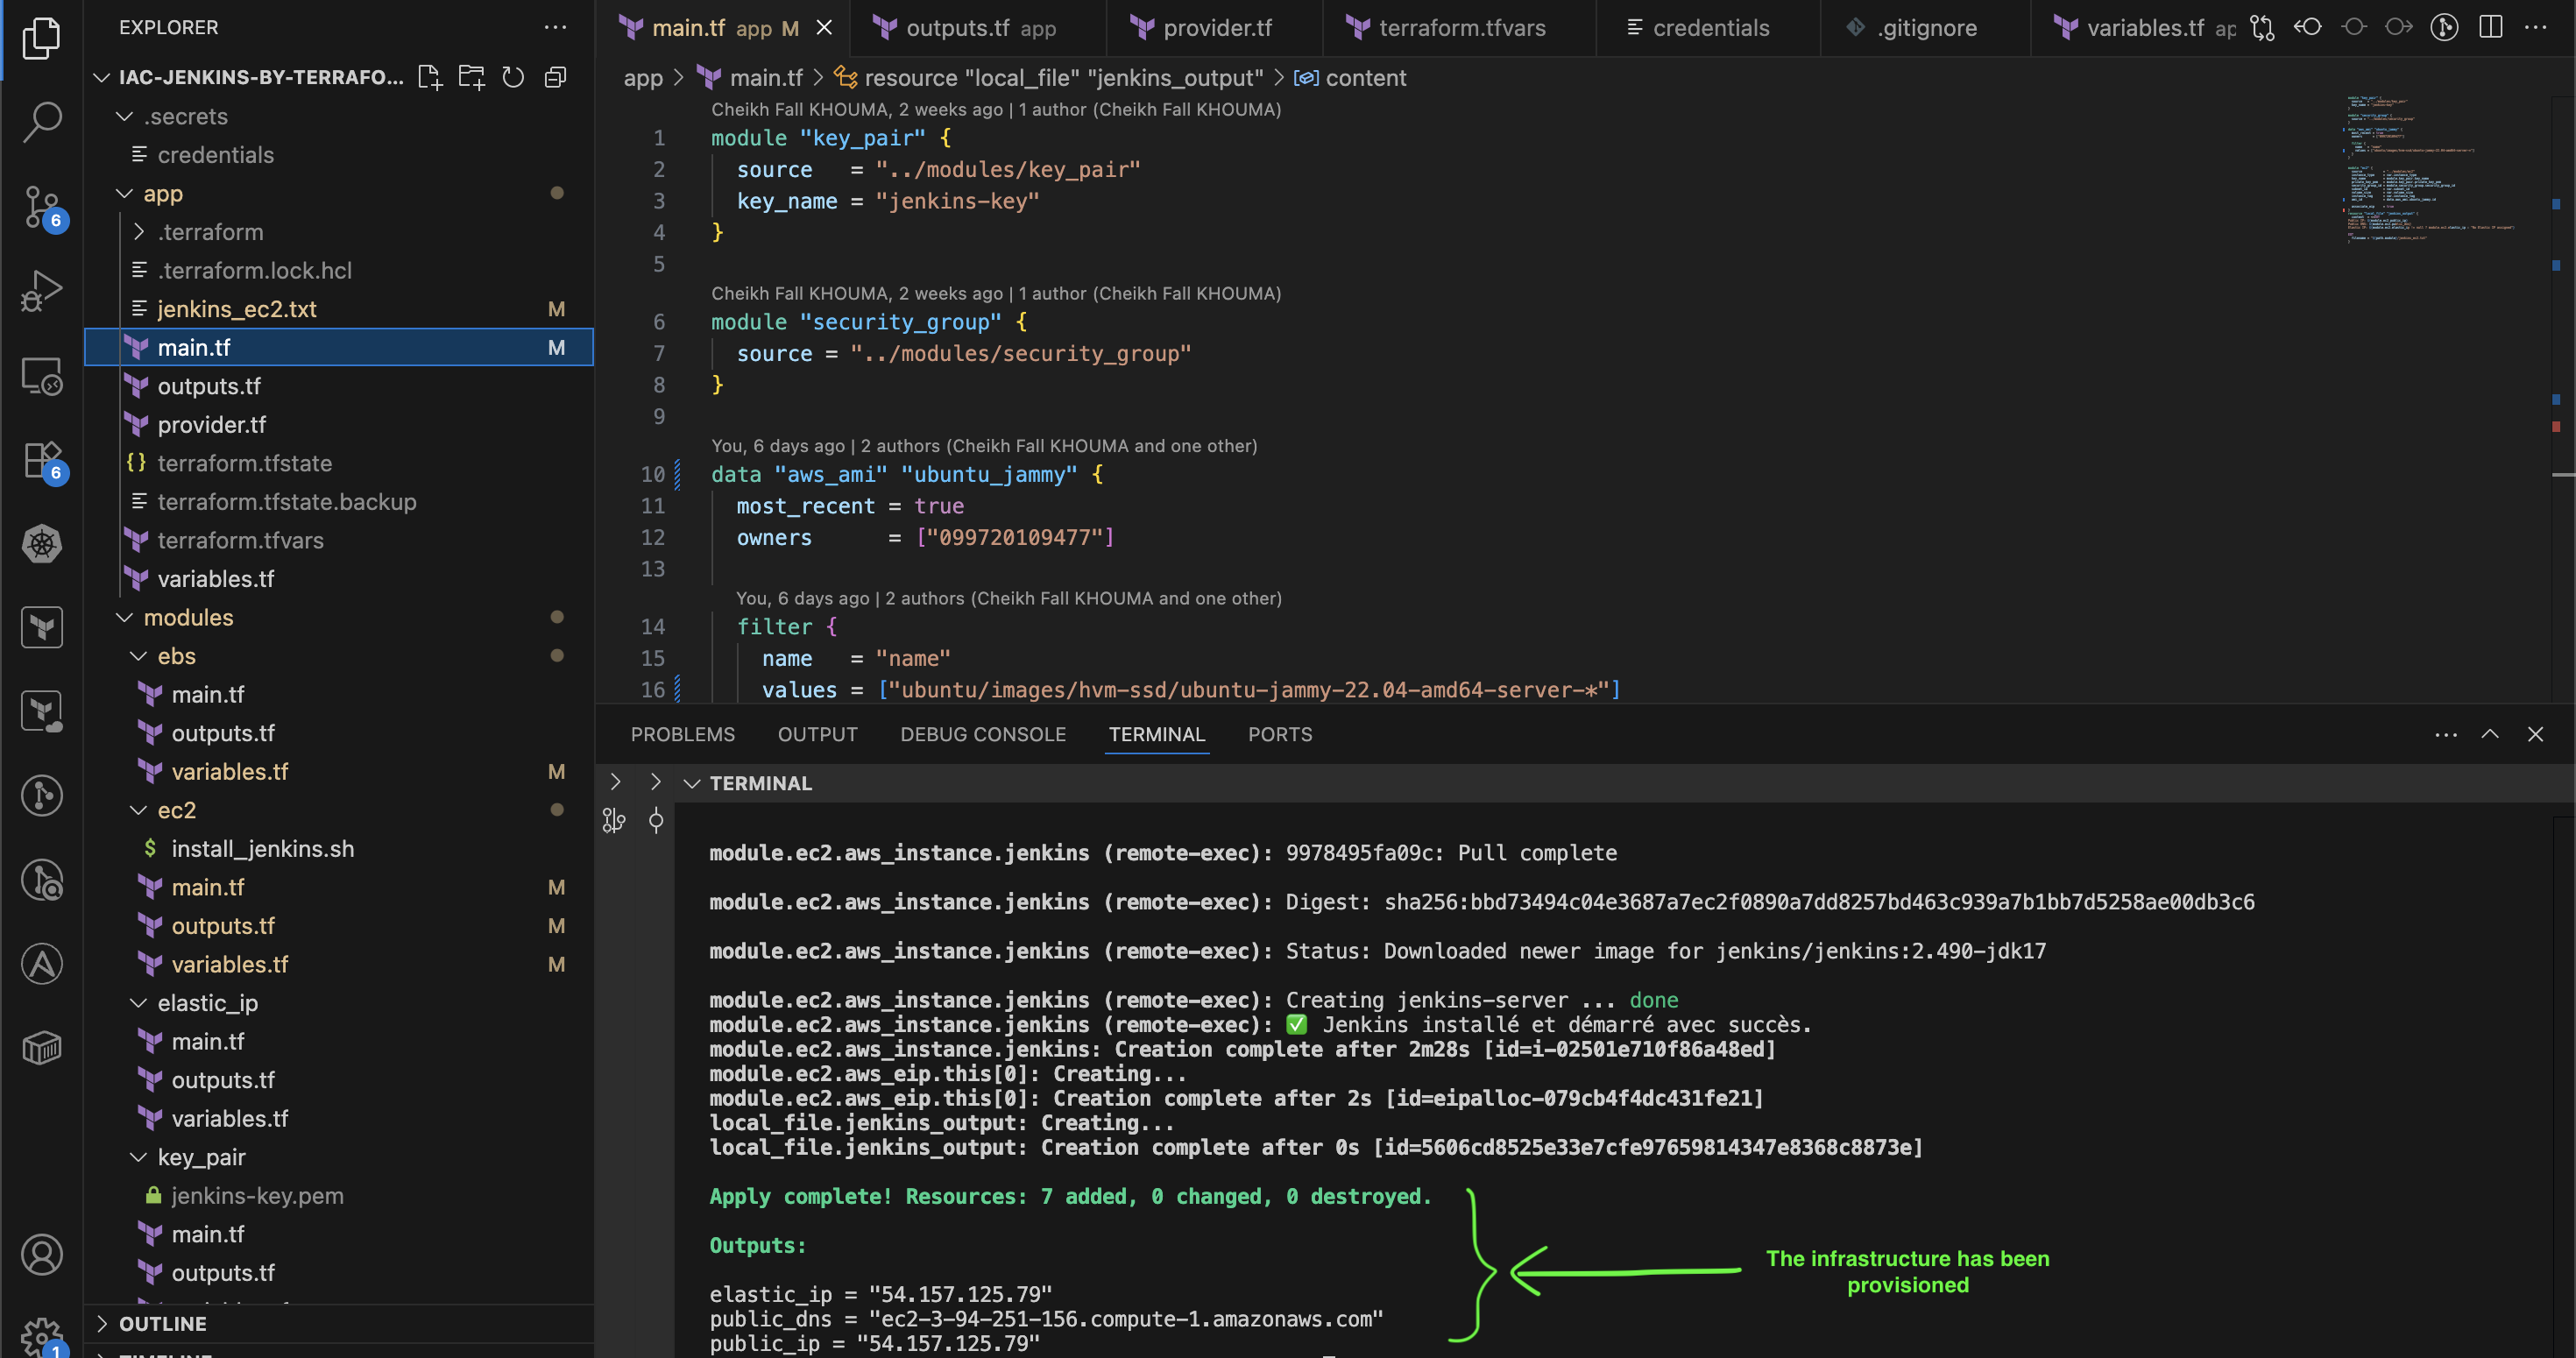 EXPLORER
IAC-JENKINS-BY-TERRAFO...
.secrets
credentials
app
.terraform
.terraform.lock.hcl
jenkins_ec2.txt M
main.tf M
outputs.tf
provider.tf
terraform.tfstate
terraform.tfstate.backup
terraform.tfvars
variables.tf
modules
ebs
main.tf
outputs.tf
variables.tf M
ec2
install_jenkins.sh
main.tf M
outputs.tf M
variables.tf M
elastic_ip
main.tf
outputs.tf
variables.tf
key_pair
jenkins-key.pem
main.tf
outputs.tf
OUTLINE
TIMELINE
6
6
1
main.tf app M
outputs.tf app
provider.tf
terraform.tfvars
credentials
.gitignore
variables.tf ap
app > main.tf > resource "local_file" "jenkins_output" > content
Cheikh Fall KHOUMA, 2 weeks ago | 1 author (Cheikh Fall KHOUMA)
1 module "key_pair" {
2 source = "../modules/key_pair"
3 key_name = "jenkins-key"
4 }
5
Cheikh Fall KHOUMA, 2 weeks ago | 1 author (Cheikh Fall KHOUMA)
6 module "security_group" {
7 source = "../modules/security_group"
8 }
9
You, 6 days ago | 2 authors (Cheikh Fall KHOUMA and one other)
10 data "aws_ami" "ubuntu_jammy" {
11 most_recent = true
12 owners = ["099720109477"]
13
You, 6 days ago | 2 authors (Cheikh Fall KHOUMA and one other)
14 filter {
15 name = "name"
16 values = ["ubuntu/images/hvm-ssd/ubuntu-jammy-22.04-amd64-server-*"]
PROBLEMS OUTPUT DEBUG CONSOLE TERMINAL PORTS
TERMINAL
module.ec2.aws_instance.jenkins (remote-exec): 9978495fa09c: Pull complete
module.ec2.aws_instance.jenkins (remote-exec): Digest: sha256:bbd73494c04e3687a7ec2f0890a7dd8257bd463c939a7b1bb7d5258ae00db3c6
module.ec2.aws_instance.jenkins (remote-exec): Status: Downloaded newer image for jenkins/jenkins:2.490-jdk17
module.ec2.aws_instance.jenkins (remote-exec): Creating jenkins-server ... done
module.ec2.aws_instance.jenkins (remote-exec): ✅ Jenkins installé et démarré avec succès.
module.ec2.aws_instance.jenkins: Creation complete after 2m28s [id=i-02501e710f86a48ed]
module.ec2.aws_eip.this[0]: Creating...
module.ec2.aws_eip.this[0]: Creation complete after 2s [id=eipalloc-079cb4f4dc431fe21]
local_file.jenkins_output: Creating...
local_file.jenkins_output: Creation complete after 0s [id=5606cd8525e33e7cfe97659814347e8368c8873e]
Apply complete! Resources: 7 added, 0 changed, 0 destroyed.
Outputs:
elastic_ip = "54.157.125.79"
public_dns = "ec2-3-94-251-156.compute-1.amazonaws.com"
public_ip = "54.157.125.79"
The infrastructure has been
provisioned